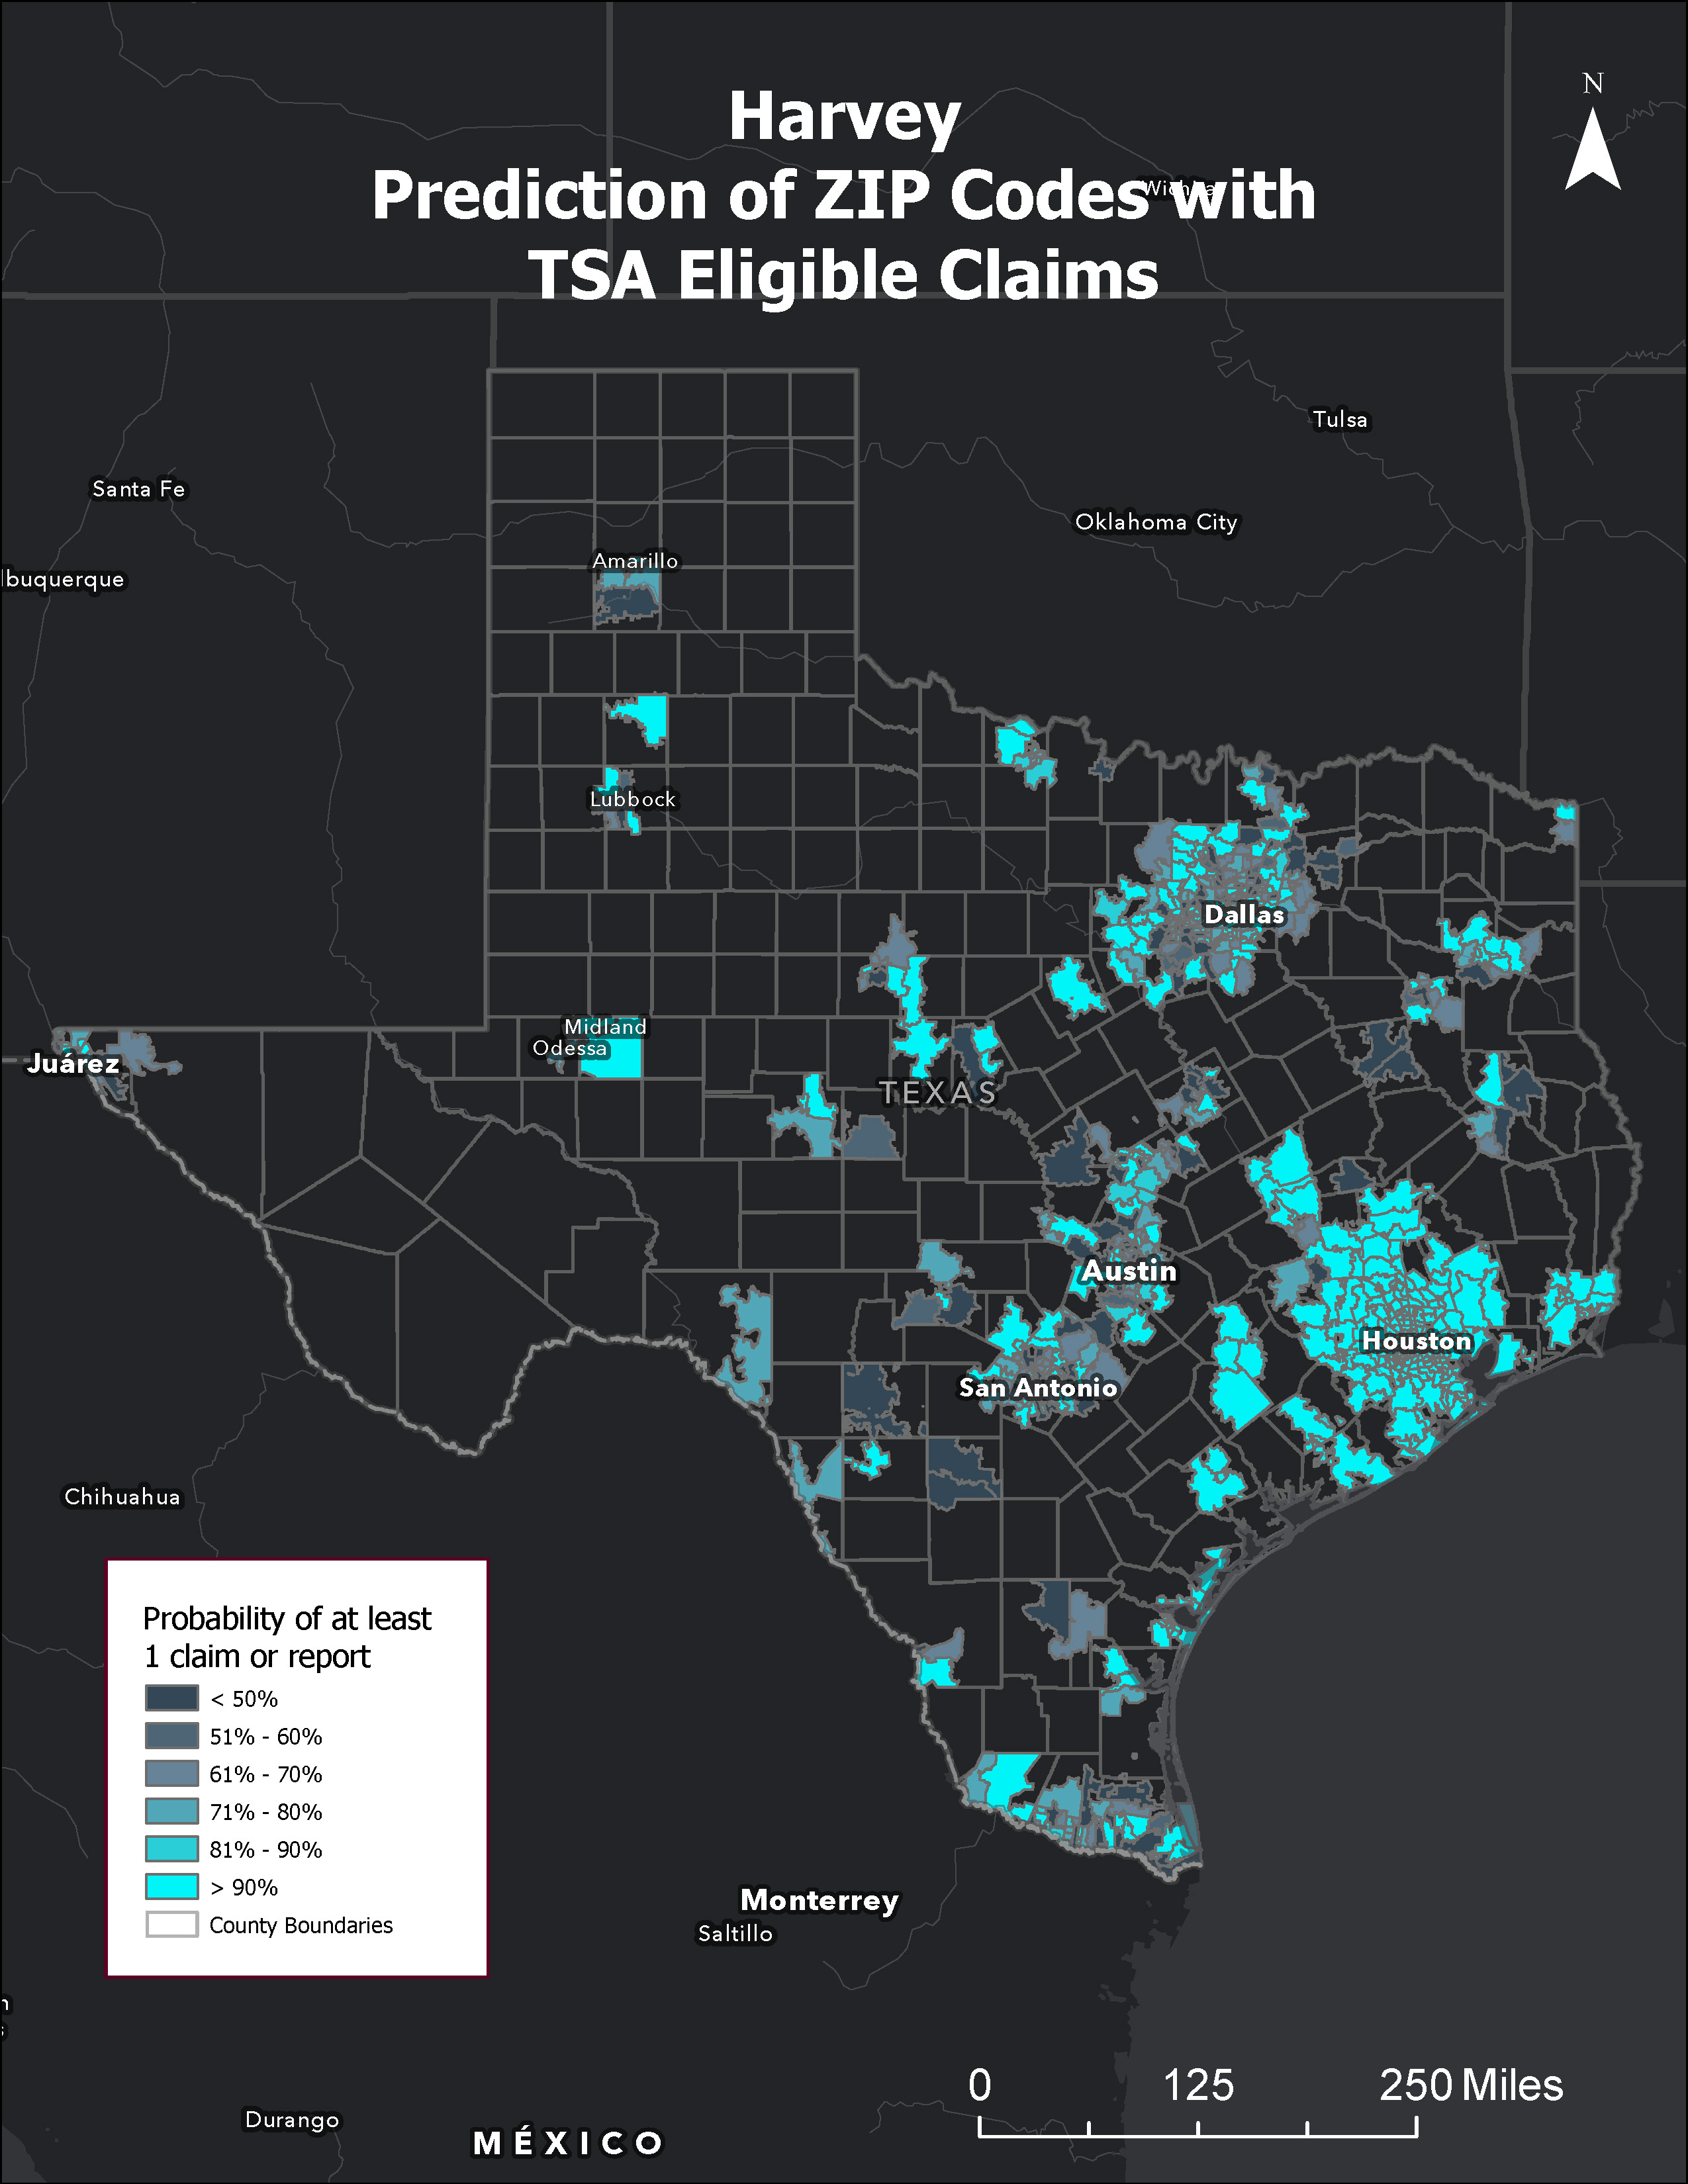 Harvey
Prediction of ZIP Codes with
TSA Eligible Claims
N
Tulsa
Santa Fe
Oklahoma City
Amarillo
lbuquerque
Lubbock
Dallas
Midland
Odessa
Juárez
TEXAS
Austin
Houston
San Antonio
Chihuahua
Probability of at least
1 claim or report
< 50%
51% - 60%
61% - 70%
71% - 80%
81% - 90%
> 90%
County Boundaries
Monterrey
Saltillo
0 125 250 Miles
Durango
MÉXICO